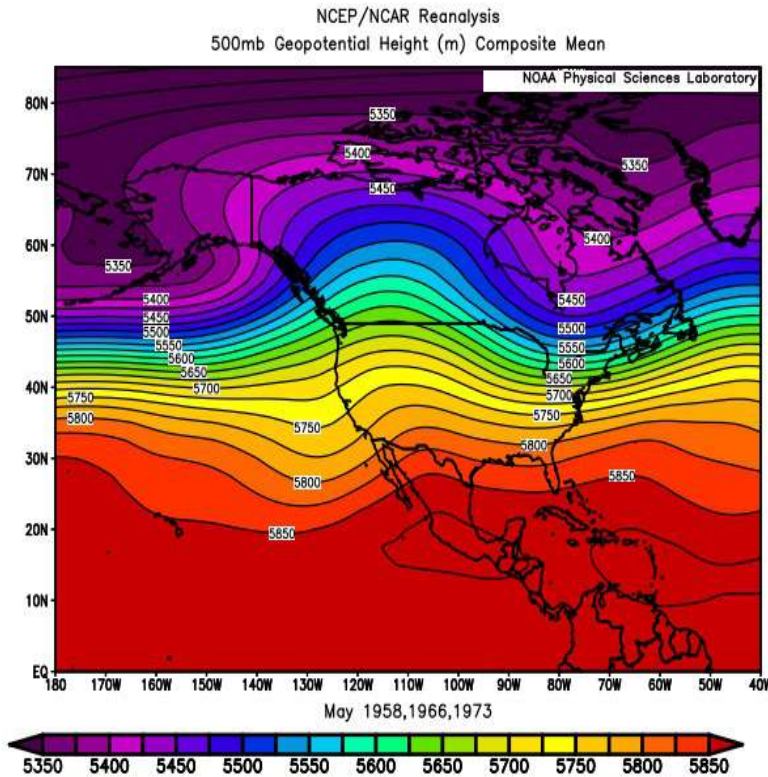 NCEP/NCAR Reanalysis
500mb Geopotential Height (m) Composite Mean
NOAA Physical Sciences Laboratory
80N
5350
5400
5350
70N
5450
60N
5400
5350
5400
5450
50N
5450
5500
5500
5550
5550
5600
5600
5650
5650
40N
5700
5700
5750
5750
5750
5800
5800
30N
5800
5850
20N
5850
10N
EQ
180 170W 160W 150W 140W 130W 120W 110W 100W 90W 80W 70W 60W 50W 40W
May 1958,1966,1973
5350 5400 5450 5500 5550 5600 5650 5700 5750 5800 5850